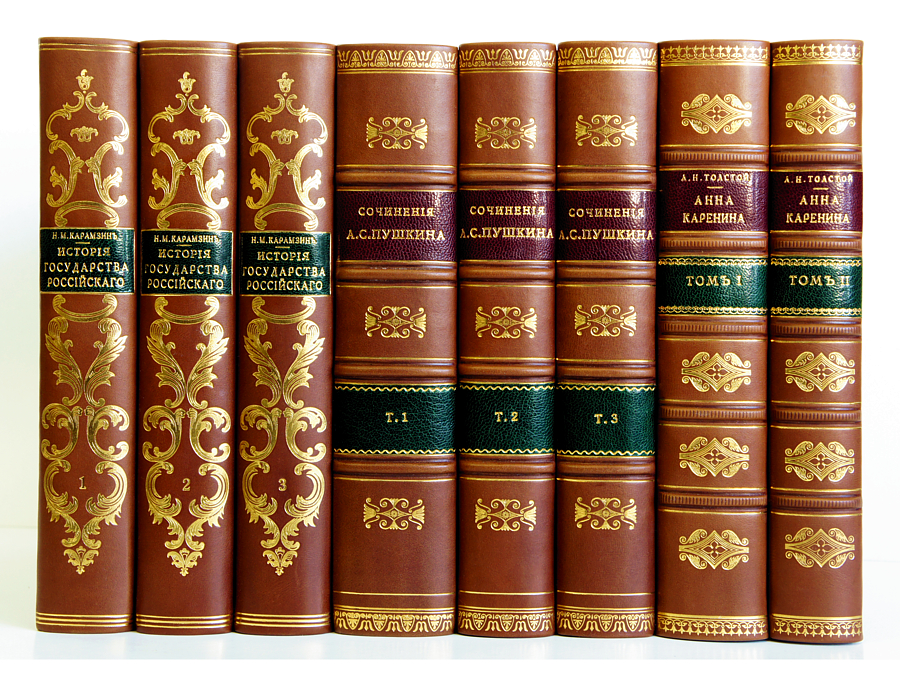 Н.М.КАРАМЗИНЪ
ИСТОРІЯ
ГОСУДАРСТВА
РОССІЙСКАГО
1
Н.М.КАРАМЗИНЪ
ИСТОРІЯ
ГОСУДАРСТВА
РОССІЙСКАГО
2
Н.М.КАРАМЗИНЪ
ИСТОРІЯ
ГОСУДАРСТВА
РОССІЙСКАГО
3
СОЧИНЕНІЯ
А.С.ПУШКИНА
Т.1
СОЧИНЕНІЯ
А.С.ПУШКИНА
Т.2
СОЧИНЕНІЯ
А.С.ПУШКИНА
Т.3
Л.Н.ТОЛСТОЙ
АННА
КАРЕНИНА
ТОМЪ I
Л.Н.ТОЛСТОЙ
АННА
КАРЕНИНА
ТОМЪ II